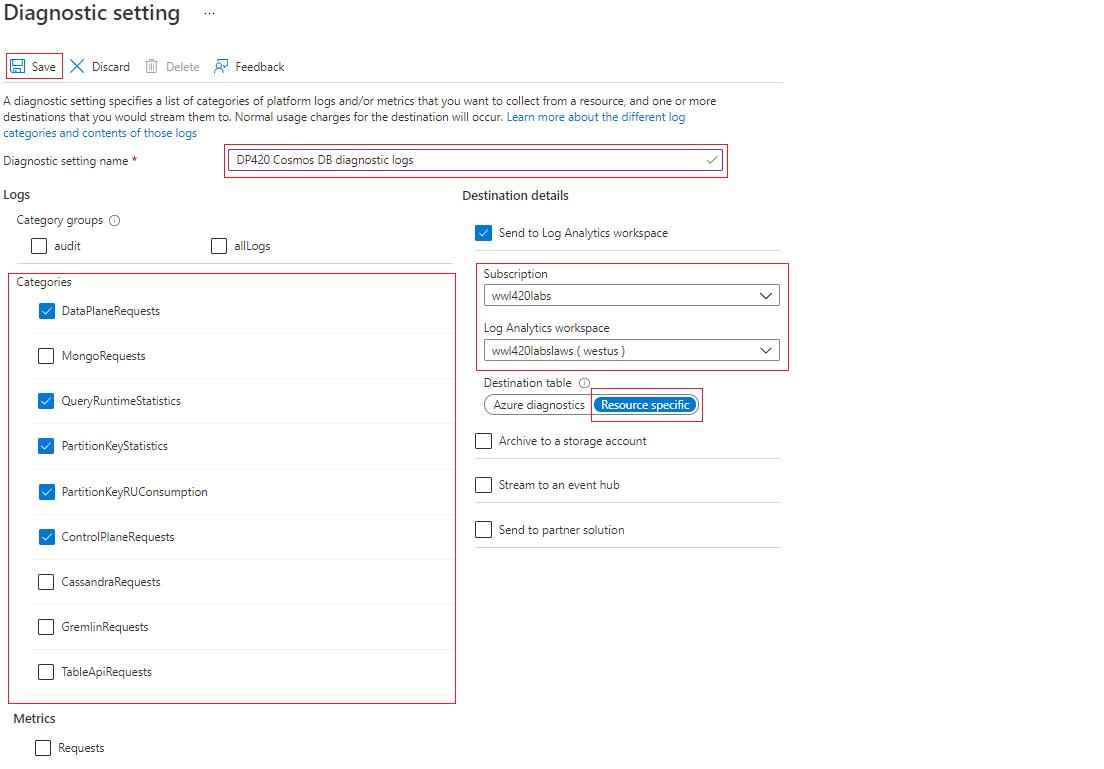 Diagnostic setting ...
Save Discard Delete Feedback
A diagnostic setting specifies a list of categories of platform logs and/or metrics that you want to collect from a resource, and one or more
destinations that you would stream them to. Normal usage charges for the destination will occur. Learn more about the different log
categories and contents of those logs
Diagnostic setting name *
DP420 Cosmos DB diagnostic logs
Logs
Category groups
audit
allLogs
Categories
DataPlaneRequests
MongoRequests
QueryRuntimeStatistics
PartitionKeyStatistics
PartitionKeyRUConsumption
ControlPlaneRequests
CassandraRequests
GremlinRequests
TableApiRequests
Metrics
Requests
Destination details
Send to Log Analytics workspace
Subscription
wwl420labs
Log Analytics workspace
wwl420labslaws ( westus )
Destination table
Azure diagnostics
Resource specific
Archive to a storage account
Stream to an event hub
Send to partner solution